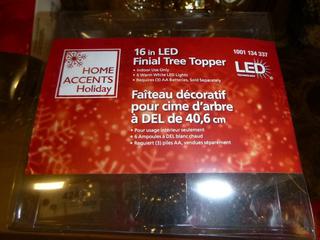 HOME
ACCENTS
Holiday
16 in LED
Finial Tree Topper
• Indoor Use Only
• 6 Warm White LED Lights
• Requires (3) AA Batteries, Sold Separately
1001 134 337
LED
Faîteau décoratif
pour cime d'arbre
à DEL de 40,6 cm
• Pour usage intérieur seulement
• 6 Ampoules à DEL blanc chaud
• Requiert (3) piles AA, vendues séparément